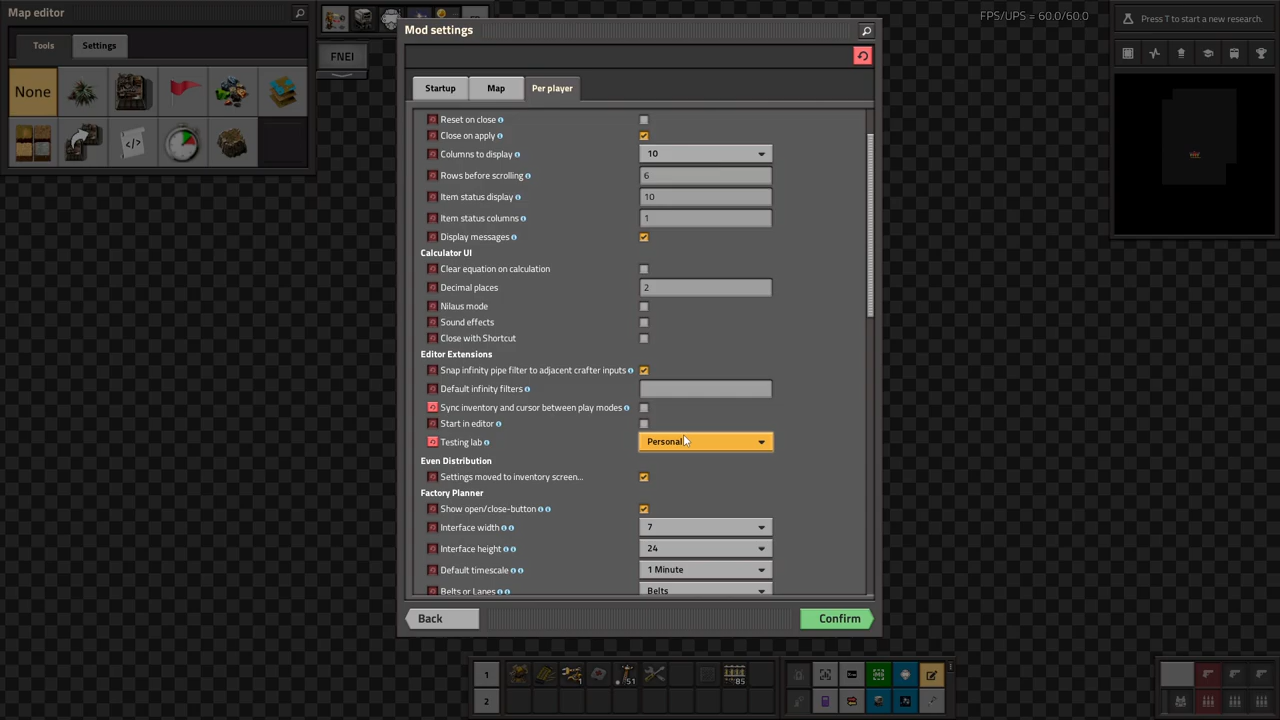 Map editor
Tools
Settings
None
FNEI
Mod settings
Startup
Map
Per player
Reset on close
Close on apply
Columns to display
10
Rows before scrolling
6
Item status display
10
Item status columns
1
Display messages
Calculator UI
Clear equation on calculation
Decimal places
2
Nilaus mode
Sound effects
Close with Shortcut
Editor Extensions
Snap infinity pipe filter to adjacent crafter inputs
Default infinity filters
Sync inventory and cursor between play modes
Start in editor
Testing lab
Personal
Even Distribution
Settings moved to inventory screen...
Factory Planner
Show open/close-button
Interface width
7
Interface height
24
Default timescale
1 Minute
Belts or Lanes
Belts
Back
Confirm
FPS/UPS = 60.0/60.0
Press T to start a new research.
1
1
51
85
2